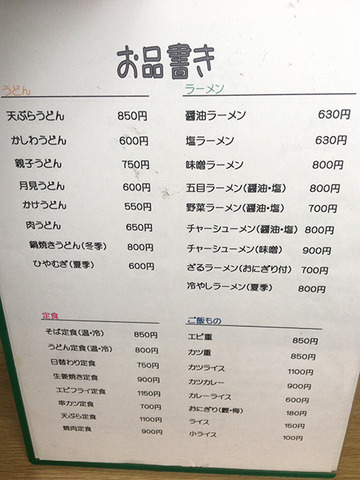 お品書き
うどん
天ぷらうどん 850円
かしわうどん 600円
親子うどん 750円
月見うどん 600円
かけうどん 550円
肉うどん 650円
鍋焼きうどん(冬季) 800円
ひやむぎ(夏季) 600円
ラーメン
醤油ラーメン 630円
塩ラーメン 630円
味噌ラーメン 800円
五目ラーメン(醤油・塩) 800円
野菜ラーメン(醤油・塩) 700円
チャーシューメン(醤油・塩) 800円
チャーシューメン(味噌) 900円
ざるラーメン(おにぎり付) 700円
冷やしラーメン(夏季) 800円
定食
そば定食(温・冷) 850円
うどん定食(温・冷) 800円
日替わり定食 750円
生姜焼き定食 900円
エビフライ定食 1150円
串カツ定食 700円
天ぷら定食 1100円
焼肉定食 900円
ご飯もの
エビ重 850円
カツ重 850円
カツライス 1100円
カツカレー 900円
カレーライス 600円
おにぎり(鰹・梅) 180円
ライス 150円
小ライス 100円